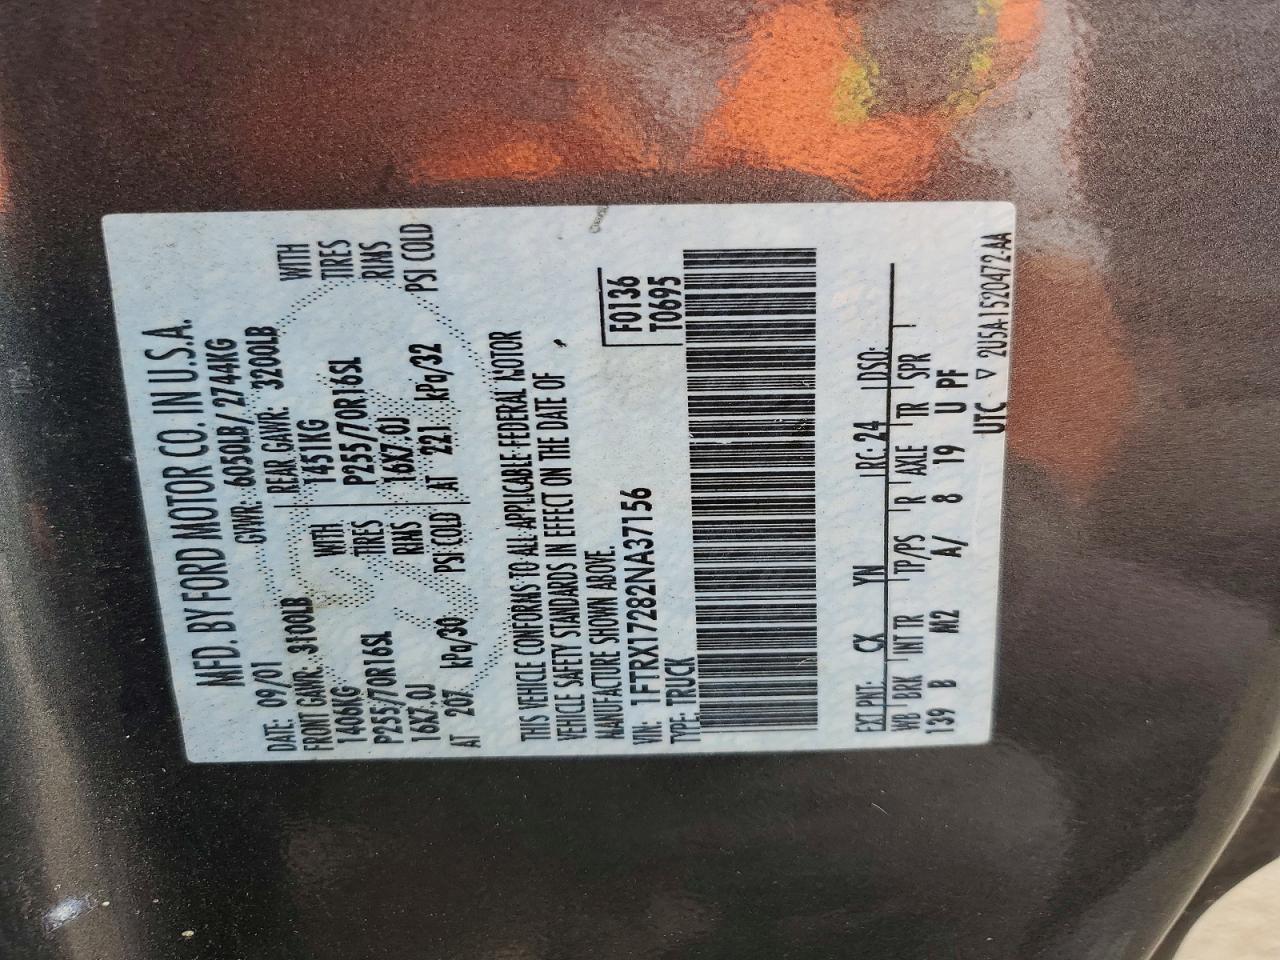 MFD. BY FORD MOTOR CO. IN U.S.A.
DATE: 09/01 GVWR: 6050LB / 2744KG
FRONT GAWR: 3100LB REAR GAWR: 3200LB
1406KG WITH 1451KG WITH
P255/70R16SL TIRES P255/70R16SL TIRES
16X7.0J RIMS 16X7.0J RIMS
AT 207 kPa/30 PSI COLD AT 221 kPa/32 PSI COLD
THIS VEHICLE CONFORMS TO ALL APPLICABLE FEDERAL MOTOR
VEHICLE SAFETY STANDARDS IN EFFECT ON THE DATE OF
MANUFACTURE SHOWN ABOVE.
VIN: 1FTRX17282NA37156 F0136
TYPE: TRUCK T0695
EXT PNT: CX YN RC: 24 DSO:
WB BRK INT TR TP/PS R AXLE TR SPR
139 B M2 A/ 8 19 U PF
UTC ▽ 2U5A1520472-AA